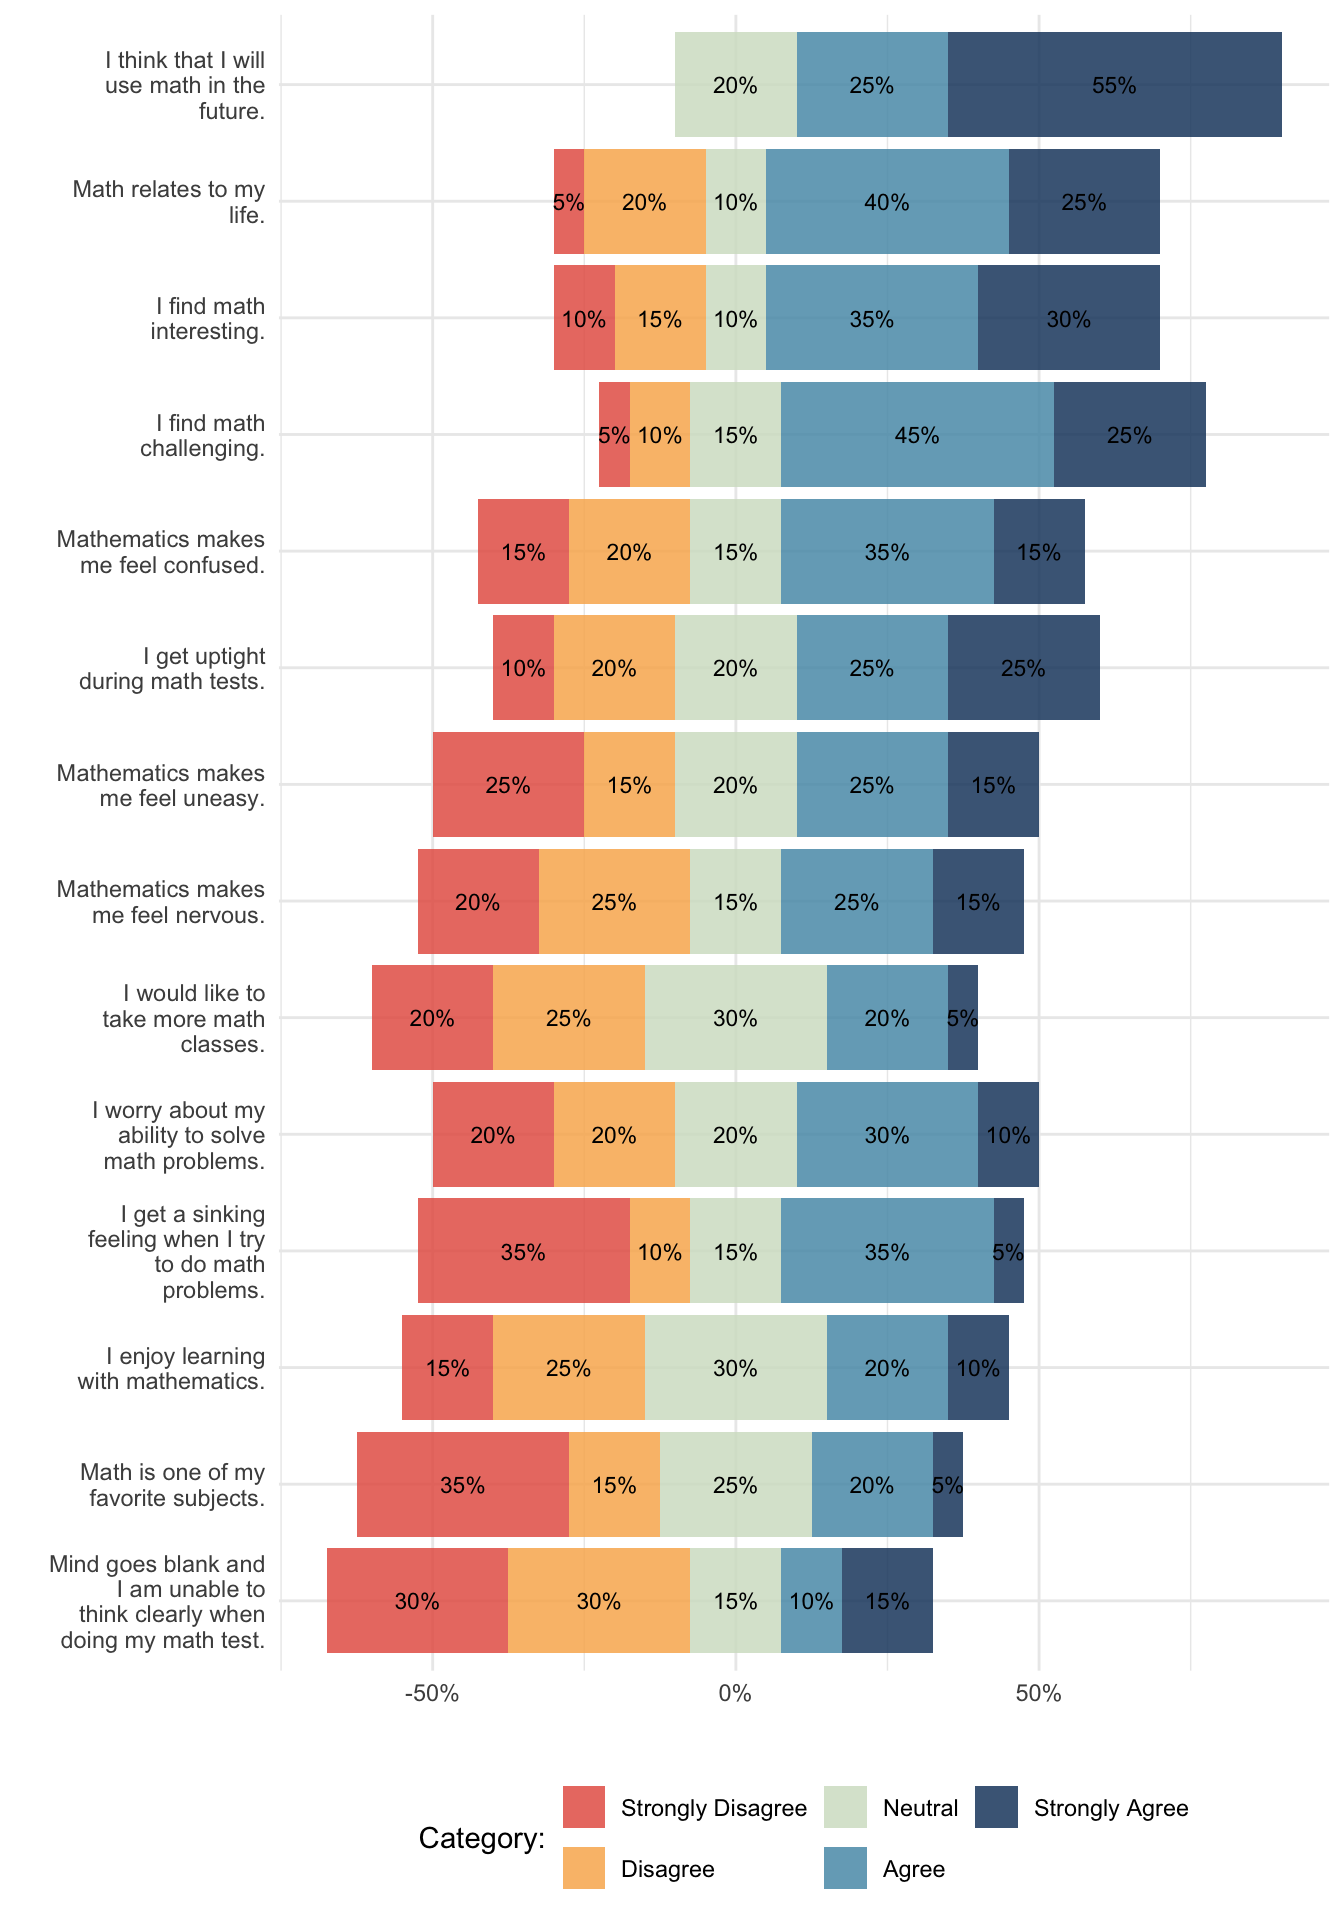 I think that I will
use math in the
future.
20% 25% 55%
Math relates to my
life.
5% 20% 10% 40% 25%
I find math
interesting.
10% 15% 10% 35% 30%
I find math
challenging.
5% 10% 15% 45% 25%
Mathematics makes
me feel confused.
15% 20% 15% 35% 15%
I get uptight
during math tests.
10% 20% 20% 25% 25%
Mathematics makes
me feel uneasy.
25% 15% 20% 25% 15%
Mathematics makes
me feel nervous.
20% 25% 15% 25% 15%
I would like to
take more math
classes.
20% 25% 30% 20% 5%
I worry about my
ability to solve
math problems.
20% 20% 20% 30% 10%
I get a sinking
feeling when I try
to do math
problems.
35% 10% 15% 35% 5%
I enjoy learning
with mathematics.
15% 25% 30% 20% 10%
Math is one of my
favorite subjects.
35% 15% 25% 20% 5%
Mind goes blank and
I am unable to
think clearly when
doing my math test.
30% 30% 15% 10% 15%
-50% 0% 50%
Category:
Strongly Disagree Neutral Strongly Agree
Disagree Agree